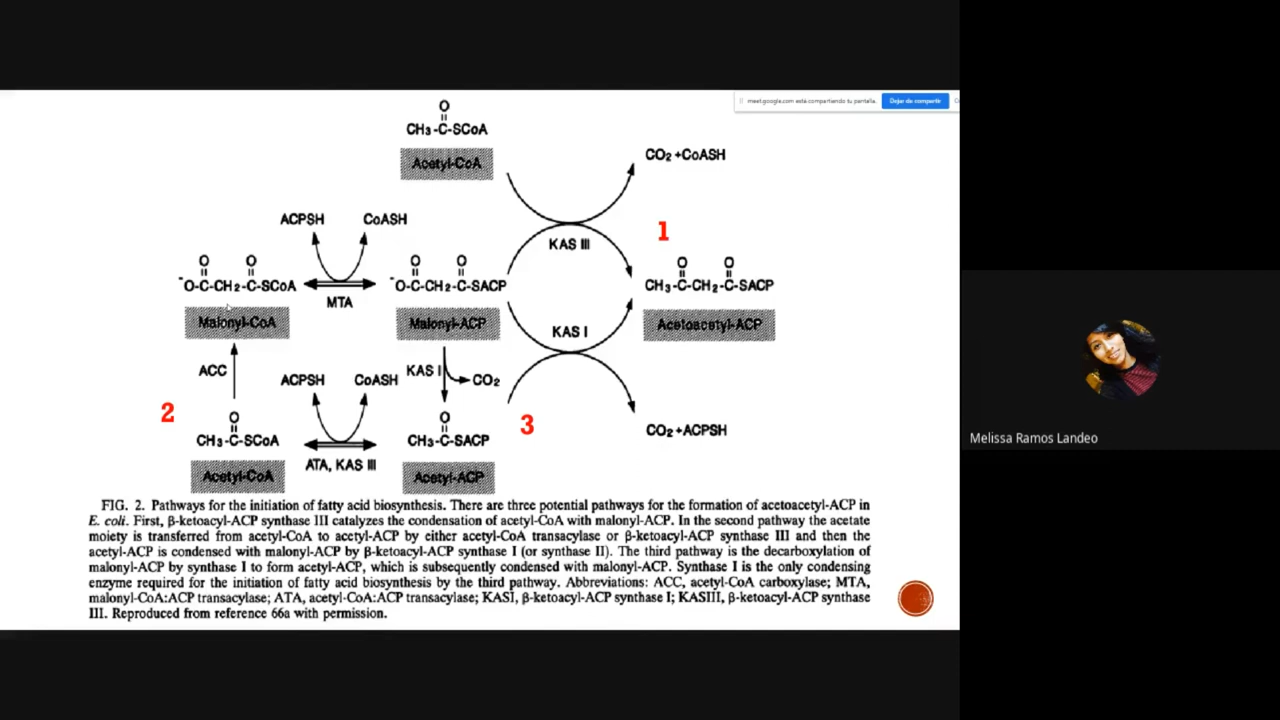 meet.google.com está compartiendo tu pantalla.
Dejar de compartir
O
CH3-C-SCoA
Acetyl-CoA
CO2 +CoASH
ACPSH
CoASH
KAS III
1
O O
-O-C-CH2-C-SCoA
MTA
O O
-O-C-CH2-C-SACP
O O
CH3-C-CH2-C-SACP
Malonyl-CoA
Malonyl-ACP
KAS I
Acetoacetyl-ACP
ACC
ACPSH
CoASH
KAS I
CO2
2
O
CH3-C-SCoA
ATA, KAS III
O
CH3-C-SACP
3
CO2 +ACPSH
Acetyl-CoA
Acetyl-ACP
Melissa Ramos Landeo
FIG. 2. Pathways for the initiation of fatty acid biosynthesis. There are three potential pathways for the formation of acetoacetyl-ACP in
E. coli. First, β-ketoacyl-ACP synthase III catalyzes the condensation of acetyl-CoA with malonyl-ACP. In the second pathway the acetate
moiety is transferred from acetyl-CoA to acetyl-ACP by either acetyl-CoA transacylase or β-ketoacyl-ACP synthase III and then the
acetyl-ACP is condensed with malonyl-ACP by β-ketoacyl-ACP synthase I (or synthase II). The third pathway is the decarboxylation of
malonyl-ACP by synthase I to form acetyl-ACP, which is subsequently condensed with malonyl-ACP. Synthase I is the only condensing
enzyme required for the initiation of fatty acid biosynthesis by the third pathway. Abbreviations: ACC, acetyl-CoA carboxylase; MTA,
malonyl-CoA:ACP transacylase; ATA, acetyl-CoA:ACP transacylase; KASI, β-ketoacyl-ACP synthase I; KASIII, β-ketoacyl-ACP synthase
III. Reproduced from reference 66a with permission.